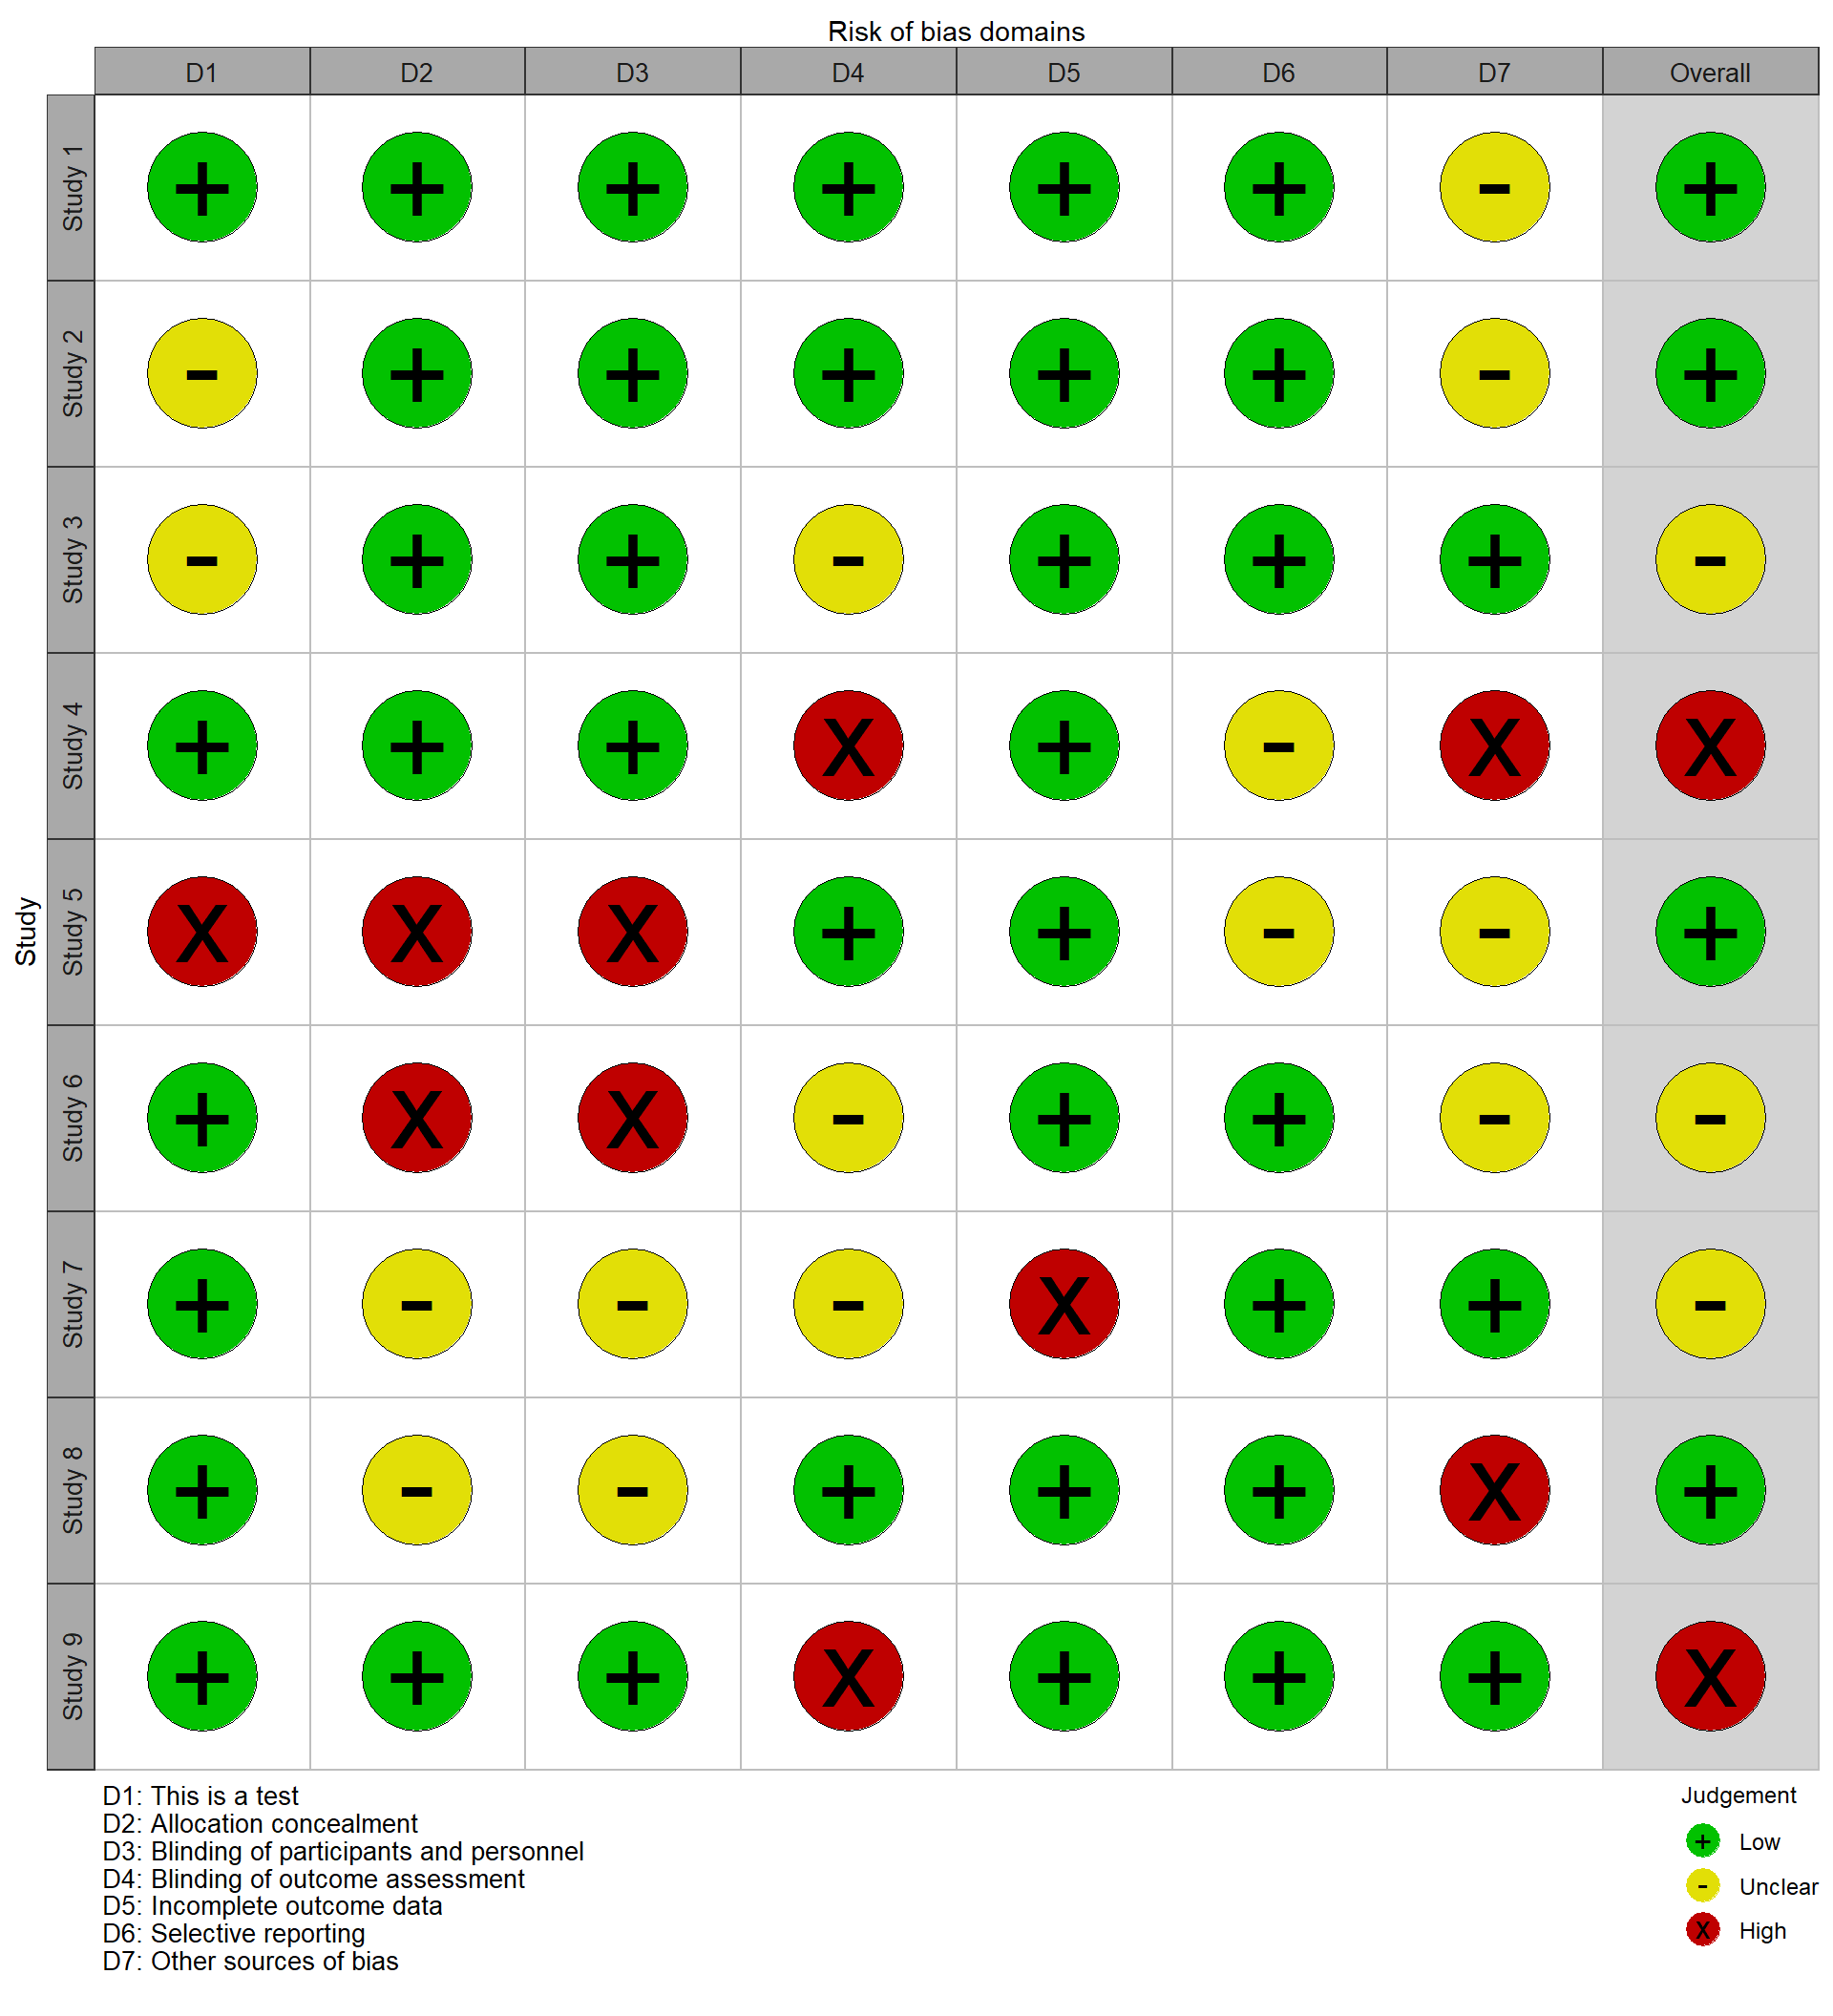 Risk of bias domains
D1 D2 D3 D4 D5 D6 D7 Overall
Study
Study 1 + + + + + + - +
Study 2 - + + + + + - +
Study 3 - + + - + + + -
Study 4 + + + X + - X X
Study 5 X X X + + - - +
Study 6 + X X - + + - -
Study 7 + - - - X + + -
Study 8 + - - + + + X +
Study 9 + + + X + + + X
D1: This is a test
D2: Allocation concealment
D3: Blinding of participants and personnel
D4: Blinding of outcome assessment
D5: Incomplete outcome data
D6: Selective reporting
D7: Other sources of bias
Judgement
+ Low
- Unclear
X High